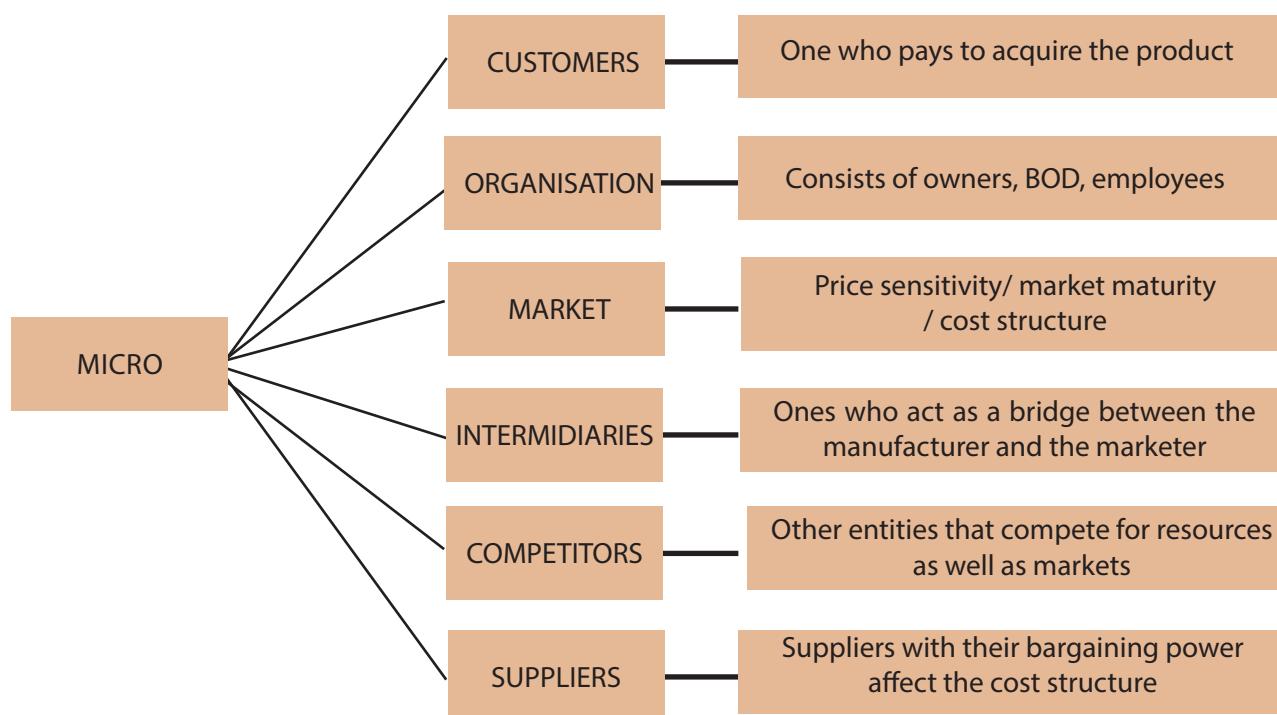 CUSTOMERS
One who pays to acquire the product
ORGANISATION
Consists of owners, BOD, employees
MARKET
Price sensitivity/ market maturity
/ cost structure
MICRO
INTERMIDIARIES
Ones who act as a bridge between the
manufacturer and the marketer
COMPETITORS
Other entities that compete for resources
as well as markets
SUPPLIERS
Suppliers with their bargaining power
affect the cost structure